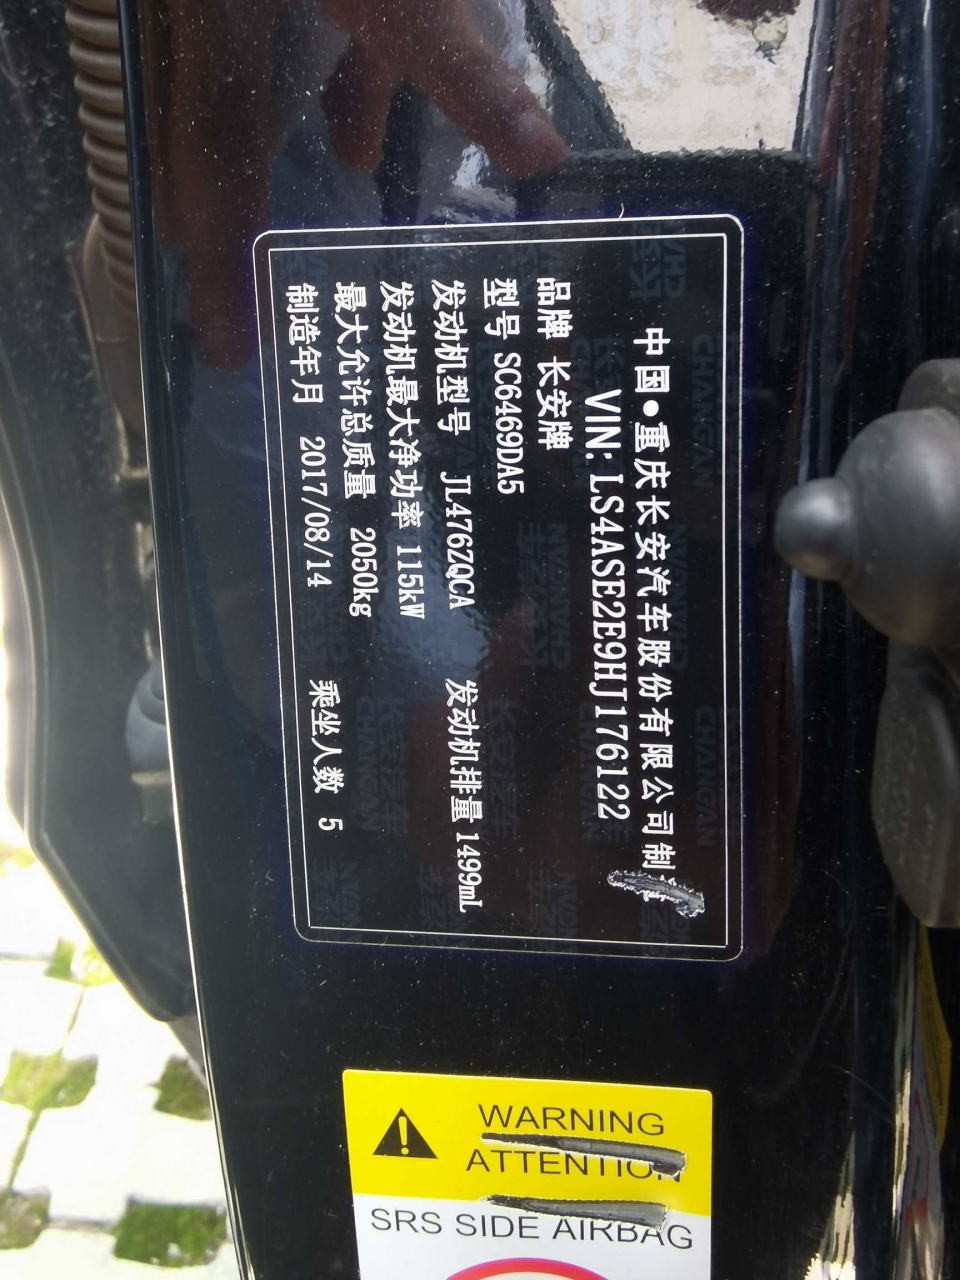 中国●重庆长安汽车股份有限公司制
VIN: LS4ASE2E9HJ176122
品牌 长安牌
型号 SC6469DA5
发动机型号 JL476ZQCA 发动机排量 1499mL
发动机最大净功率 115kW
最大允许总质量 2050kg
制造年月 2017/08/14 乘坐人数 5
WARNING
ATTENTION
SRS SIDE AIRBAG